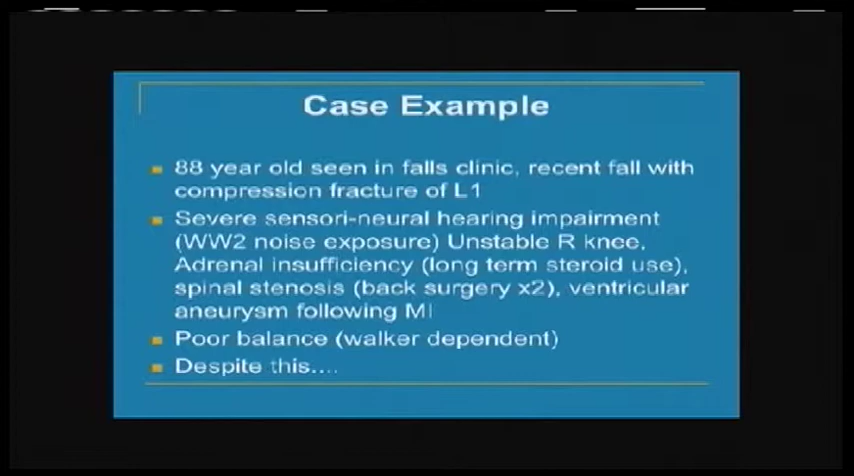 Case Example
88 year old seen in falls clinic, recent fall with
compression fracture of L1
Severe sensori-neural hearing impairment
(WW2 noise exposure) Unstable R knee,
Adrenal insufficiency (long term steroid use),
spinal stenosis (back surgery x2), ventricular
aneurysm following MI
Poor balance (walker dependent)
Despite this....